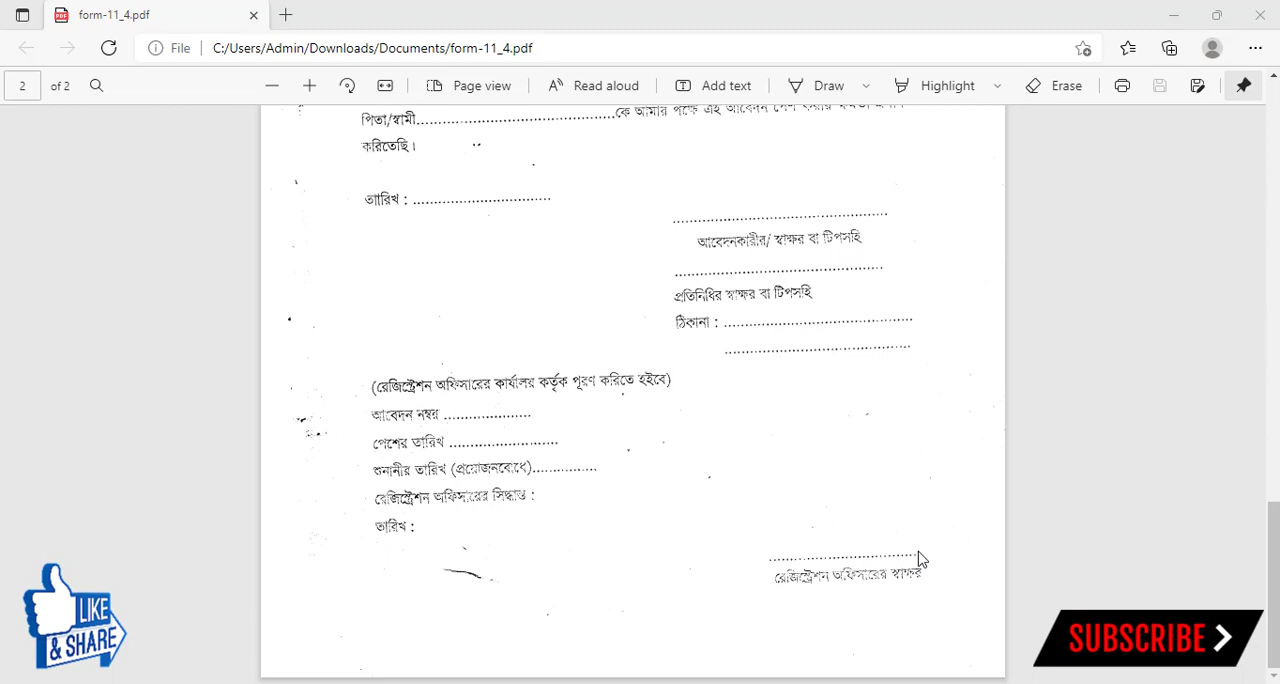 form-11_4.pdf
File C:/Users/Admin/Downloads/Documents/form-11_4.pdf
2 of 2 Page view Read aloud Add text Draw Highlight Erase
পিতা/স্বামী..........................................কে আমার পক্ষে এই আবেদন পেশ করার ক্ষমতা প্রদান
করিতেছি।
তারিখ : ..............................
..............................................
আবেদনকারীর/ স্বাক্ষর বা টিপসহি
..............................................
প্রতিনিধির স্বাক্ষর বা টিপসহি
ঠিকানা : ........................................
........................................
(রেজিস্ট্রেশন অফিসারের কার্যালয় কর্তৃক পূরণ করিতে হইবে)
আবেদন নম্বর ...................
পেশের তারিখ ........................
শুনানীর তারিখ (প্রয়োজনবোধে)...............
রেজিস্ট্রেশন অফিসারের সিদ্ধান্ত :
তারিখ :
................................
রেজিস্ট্রেশন অফিসারের স্বাক্ষর
LIKE
& SHARE
SUBSCRIBE